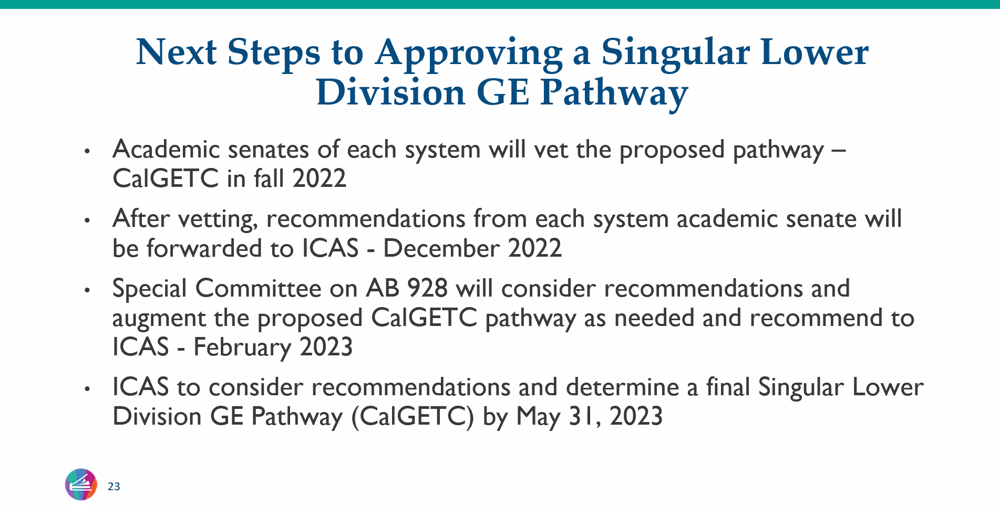 Next Steps to Approving a Singular Lower
Division GE Pathway
• Academic senates of each system will vet the proposed pathway –
CalGETC in fall 2022
• After vetting, recommendations from each system academic senate will
be forwarded to ICAS - December 2022
• Special Committee on AB 928 will consider recommendations and
augment the proposed CalGETC pathway as needed and recommend to
ICAS - February 2023
• ICAS to consider recommendations and determine a final Singular Lower
Division GE Pathway (CalGETC) by May 31, 2023
23